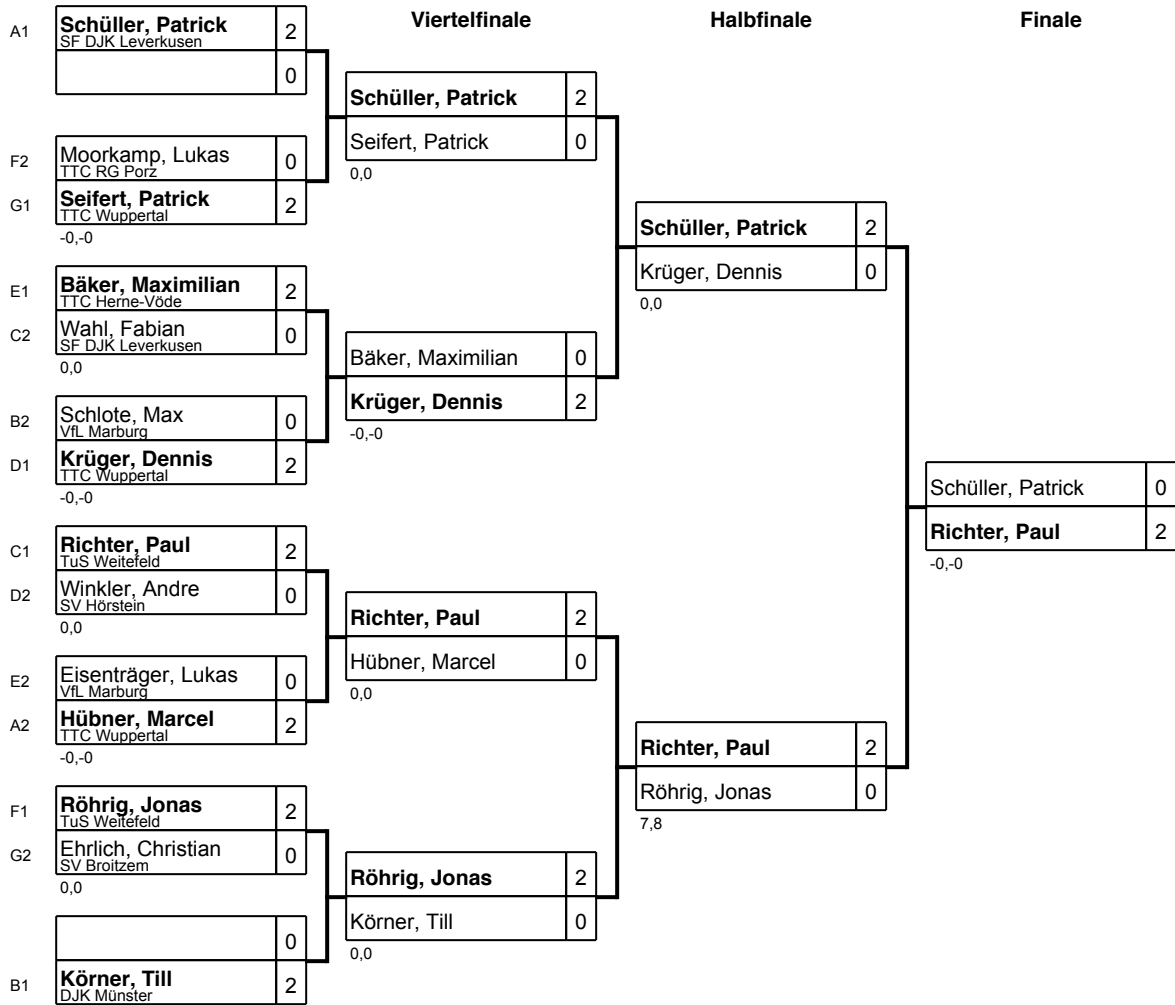 Viertelfinale
Halbfinale
Finale
A1
Schüller, Patrick 2
SF DJK Leverkusen
0
F2
Moorkamp, Lukas 0
TTC RG Porz
G1
Seifert, Patrick 2
TTC Wuppertal
-0,-0
E1
Bäker, Maximilian 2
TTC Herne-Vöde
C2
Wahl, Fabian 0
SF DJK Leverkusen
0,0
B2
Schlote, Max 0
VfL Marburg
D1
Krüger, Dennis 2
TTC Wuppertal
-0,-0
C1
Richter, Paul 2
TuS Weitefeld
D2
Winkler, Andre 0
SV Hörstein
0,0
E2
Eisenträger, Lukas 0
VfL Marburg
A2
Hübner, Marcel 2
TTC Wuppertal
-0,-0
F1
Röhrig, Jonas 2
TuS Weitefeld
G2
Ehrlich, Christian 0
SV Broitzem
0,0
0
B1
Körner, Till 2
DJK Münster
Schüller, Patrick 2
Seifert, Patrick 0
0,0
Bäker, Maximilian 0
Krüger, Dennis 2
-0,-0
Richter, Paul 2
Hübner, Marcel 0
0,0
Röhrig, Jonas 2
Körner, Till 0
0,0
Schüller, Patrick 2
Krüger, Dennis 0
0,0
Richter, Paul 2
Röhrig, Jonas 0
7,8
Schüller, Patrick 0
Richter, Paul 2
-0,-0